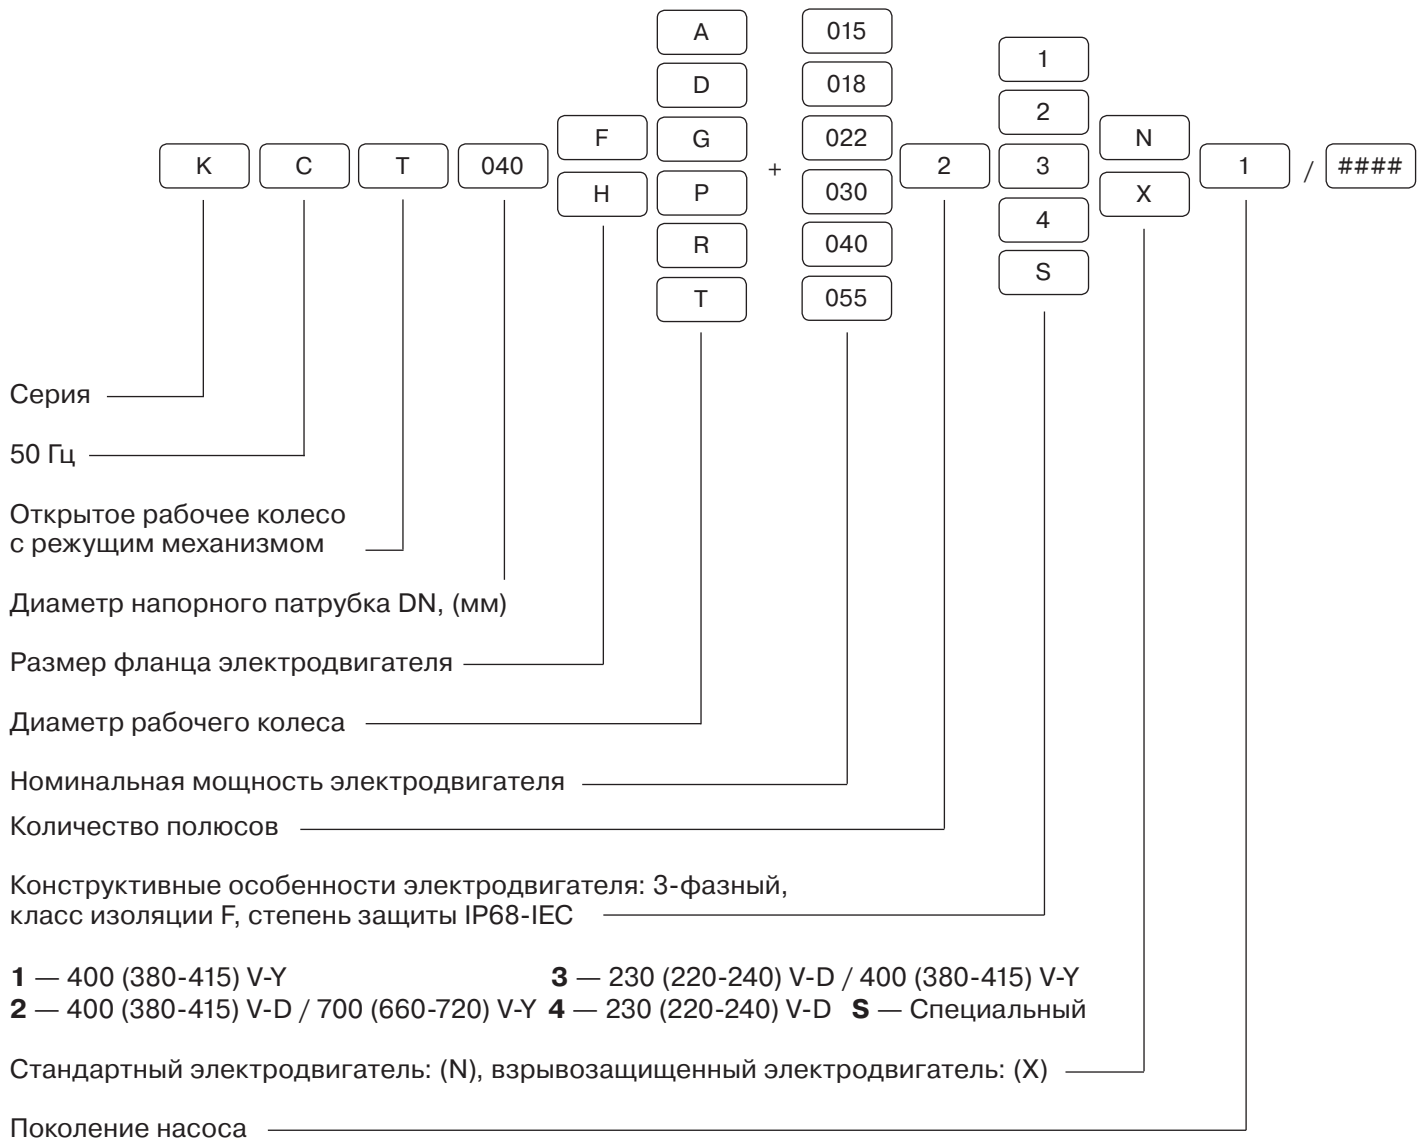 A
D
G
P
R
T
015
018
022
030
040
055
1
2
3
4
S
F
H
N
X
K C T 040 + 2 1 / ####
Серия
50 Гц
Открытое рабочее колесо
с режущим механизмом
Диаметр напорного патрубка DN, (мм)
Размер фланца электродвигателя
Диаметр рабочего колеса
Номинальная мощность электродвигателя
Количество полюсов
Конструктивные особенности электродвигателя: 3-фазный,
класс изоляции F, степень защиты IP68-IEC
1 — 400 (380-415) V-Y 3 — 230 (220-240) V-D / 400 (380-415) V-Y
2 — 400 (380-415) V-D / 700 (660-720) V-Y 4 — 230 (220-240) V-D S — Специальный
Стандартный электродвигатель: (N), взрывозащищенный электродвигатель: (X)
Поколение насоса